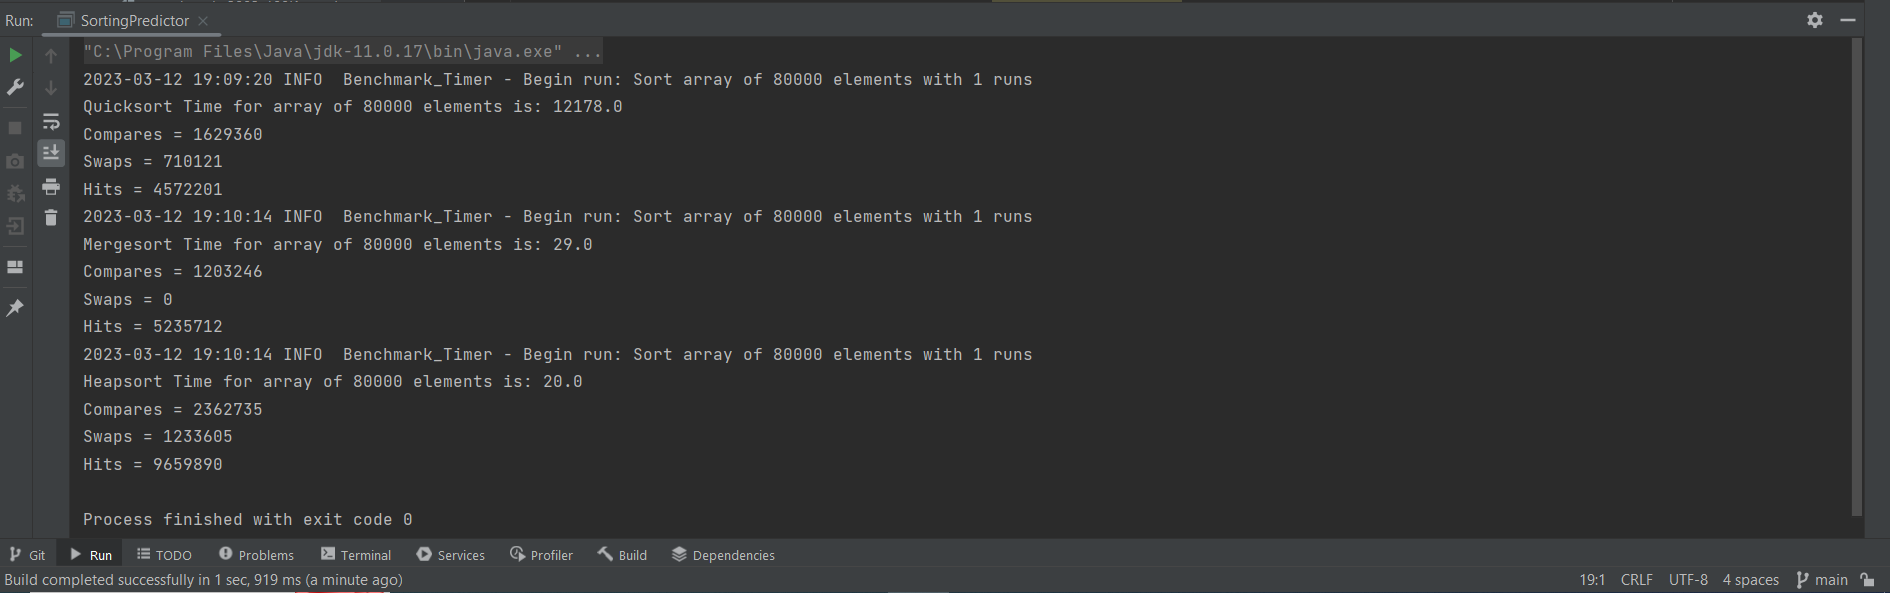 Run: SortingPredictor
"C:\Program Files\Java\jdk-11.0.17\bin\java.exe" ...
2023-03-12 19:09:20 INFO  Benchmark_Timer - Begin run: Sort array of 80000 elements with 1 runs
Quicksort Time for array of 80000 elements is: 12178.0
Compares = 1629360
Swaps = 710121
Hits = 4572201
2023-03-12 19:10:14 INFO  Benchmark_Timer - Begin run: Sort array of 80000 elements with 1 runs
Mergesort Time for array of 80000 elements is: 29.0
Compares = 1203246
Swaps = 0
Hits = 5235712
2023-03-12 19:10:14 INFO  Benchmark_Timer - Begin run: Sort array of 80000 elements with 1 runs
Heapsort Time for array of 80000 elements is: 20.0
Compares = 2362735
Swaps = 1233605
Hits = 9659890
Process finished with exit code 0
Git Run TODO Problems Terminal Services Profiler Build Dependencies
Build completed successfully in 1 sec, 919 ms (a minute ago) 19:1 CRLF UTF-8 4 spaces main